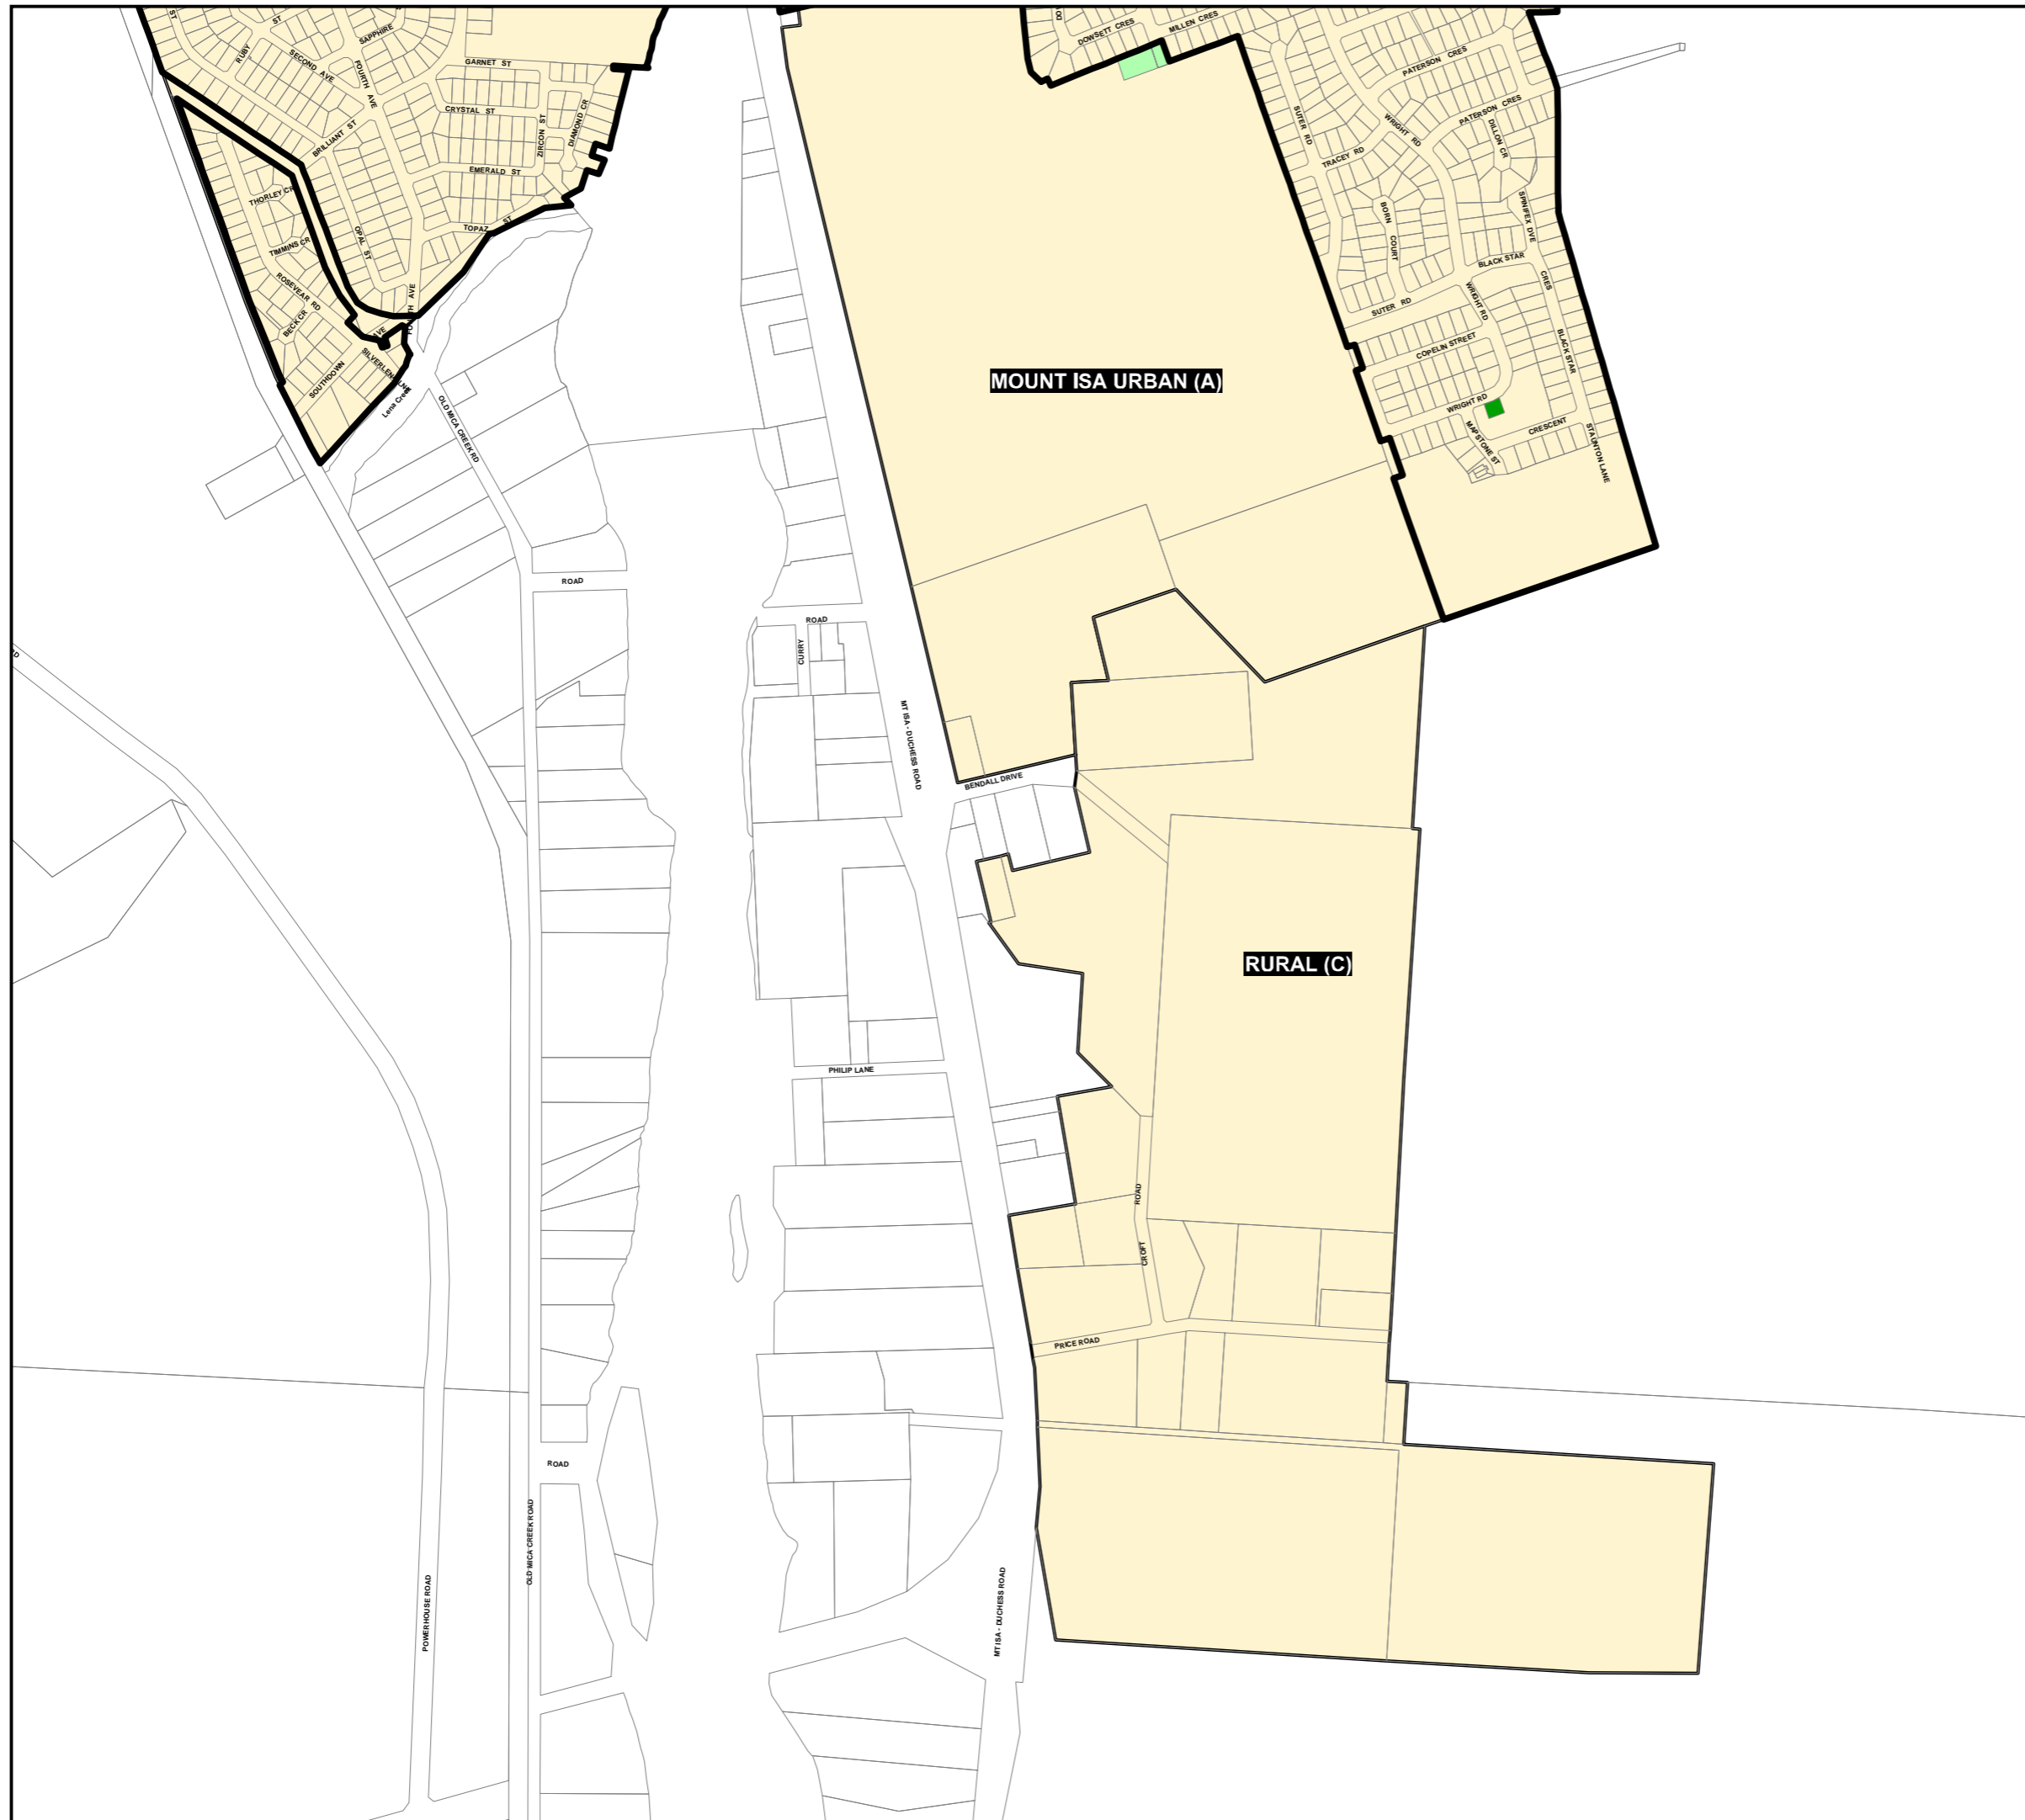 ST
ST
RUBY
SAPPHIRE
SECOND AVE
FOURTH AVE
GARNET ST
CRYSTAL ST
ZIRCON ST
DIAMOND CR
BRILLIANT ST
EMERALD ST
THORLEY CR
OPAL ST
TOPAZ ST
TIMMINS CR
ROSEVEAR RD
BECK CR
FOURTH AVE
AVE
SOUTHDOWN
Lena Creek
OLD MICA CREEK RD
DOWSETT CRES
MILLEN CRES
PATERSON CRES
PATERSON CRES
SUTER RD
WRIGHT RD
DILLON CR
TRACEY RD
BORN COURT
SPINIFEX DVE
BLACK STAR
CRES
SUTER RD
WRIGHT RD
COPELIN STREET
BLACK STAR
WRIGHT RD
MAPSTONE ST
CRESCENT
STAUNTON LANE
MOUNT ISA URBAN (A)
ROAD
ROAD
CURRY
MT ISA - DUCHESS ROAD
BENDALL DRIVE
RURAL (C)
PHILIP LANE
ROAD
CROFT
PRICE ROAD
ROAD
OLD MICA CREEK ROAD
POWERHOUSE ROAD
MT ISA - DUCHESS ROAD